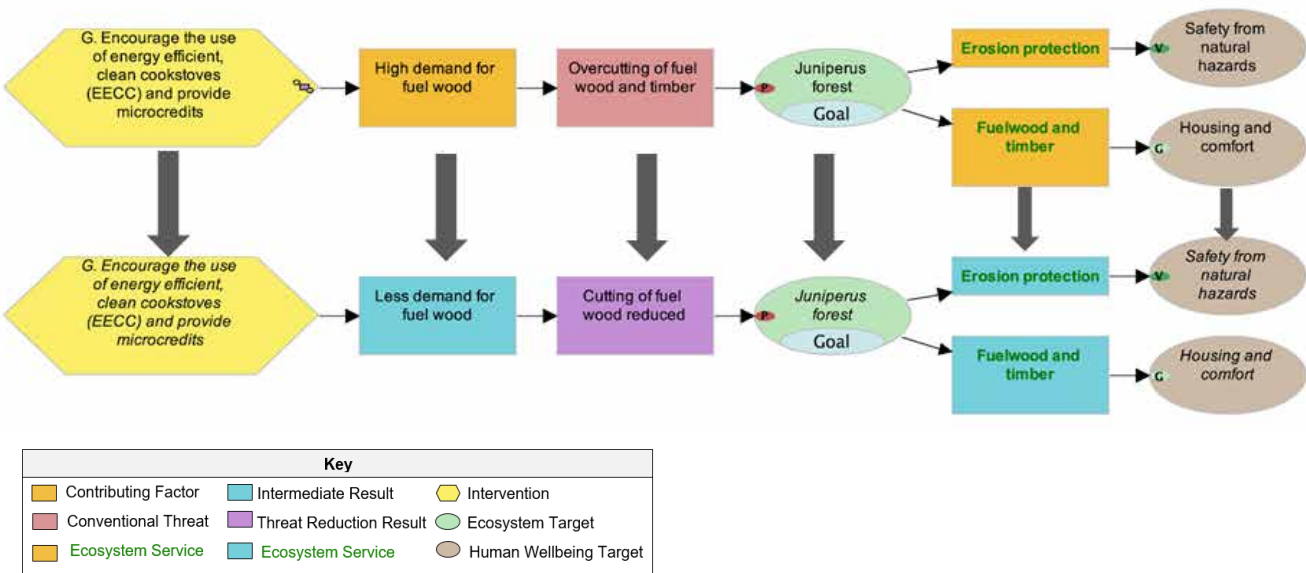 G. Encourage the use
of energy efficient,
clean cookstoves
(EECC) and provide
microcredits
High demand for
fuel wood
Overcutting of fuel
wood and timber
P
Juniperus
forest
Goal
Erosion protection
V
Safety from
natural
hazards
Fuelwood and
timber
G
Housing and
comfort
G. Encourage the use
of energy efficient,
clean cookstoves
(EECC) and provide
microcredits
Less demand for
fuel wood
Cutting of fuel
wood reduced
P
Juniperus
forest
Goal
Erosion protection
V
Safety from
natural
hazards
Fuelwood and
timber
G
Housing and
comfort
Key
Contributing Factor
Intermediate Result
Intervention
Conventional Threat
Threat Reduction Result
Ecosystem Target
Ecosystem Service
Ecosystem Service
Human Wellbeing Target